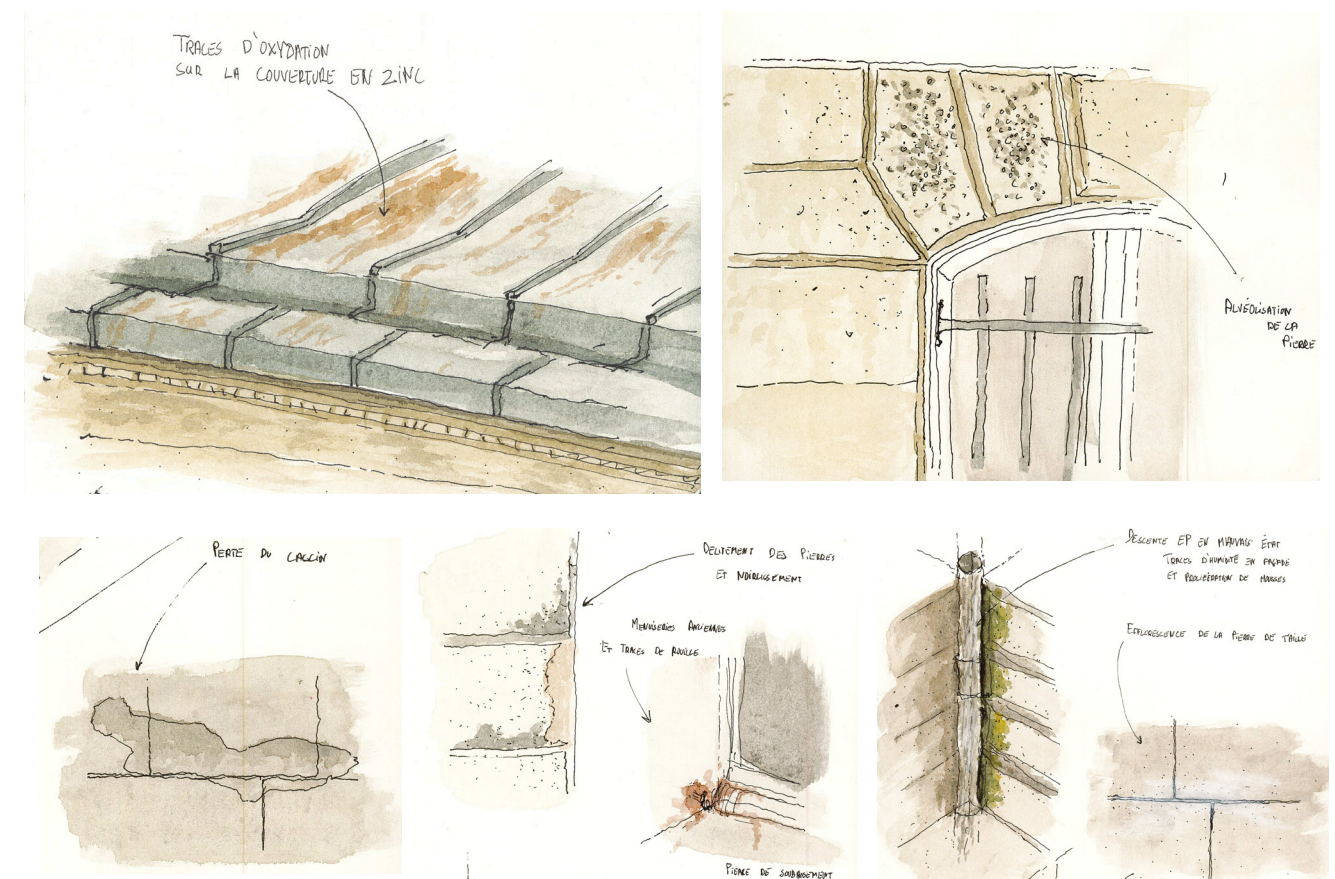 TRACES D'OXYDATION
SUR LA COUVERTURE EN ZINC
ALVÉOLISATION
DE LA
PIERRE
PERTE DU CALCIN
DELITEMENT DES PIERRES
ET NOIRCISSEMENT
MENUISERIES ANCIENNES
ET TRACES DE ROUILLE
PIERRE DE SOUBASSEMENT
DESCENTE EP EN MAUVAIS ÉTAT
TRACES D'HUMIDITÉ EN FAÇADE
ET PROLIFÉRATION DE MOUSSES
EFFLORESCENCE DE LA PIERRE DE TAILLE